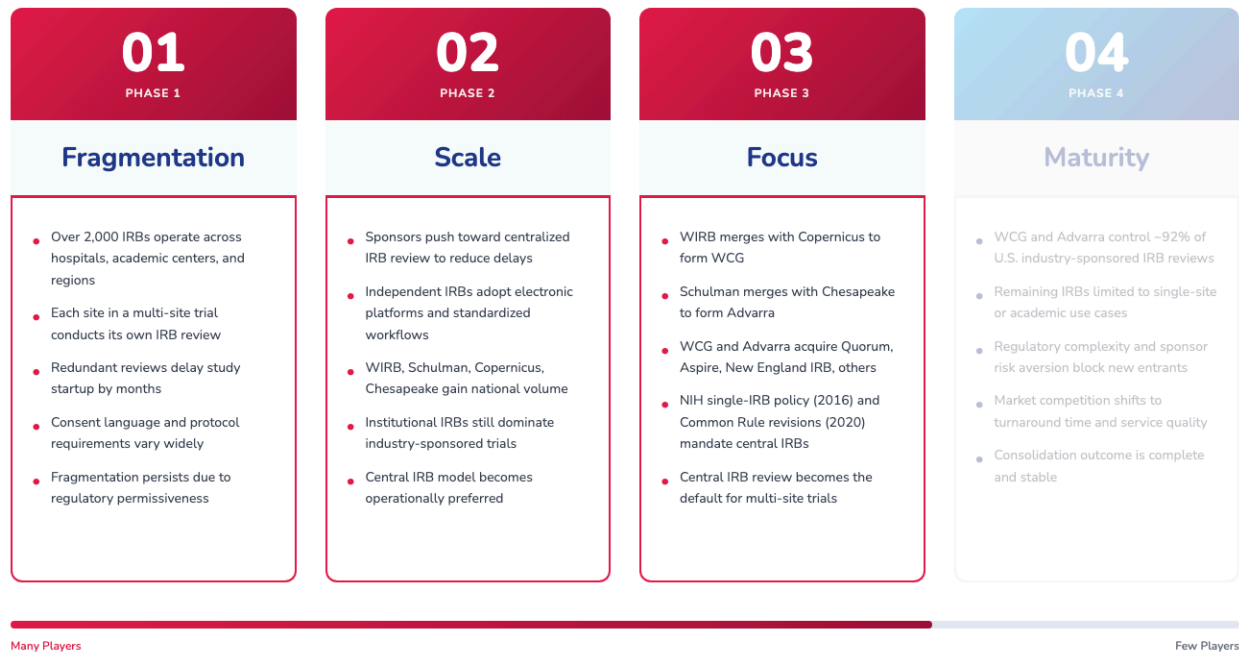 01
PHASE 1
Fragmentation
Over 2,000 IRBs operate across
hospitals, academic centers, and
regions
Each site in a multi-site trial
conducts its own IRB review
Redundant reviews delay study
startup by months
Consent language and protocol
requirements vary widely
Fragmentation persists due to
regulatory permissiveness
02
PHASE 2
Scale
Sponsors push toward centralized
IRB review to reduce delays
Independent IRBs adopt electronic
platforms and standardized
workflows
WIRB, Schulman, Copernicus,
Chesapeake gain national volume
Institutional IRBs still dominate
industry-sponsored trials
Central IRB model becomes
operationally preferred
03
PHASE 3
Focus
WIRB merges with Copernicus to
form WCG
Schulman merges with Chesapeake
to form Advarra
WCG and Advarra acquire Quorum,
Aspire, New England IRB, others
NIH single-IRB policy (2016) and
Common Rule revisions (2020)
mandate central IRBs
Central IRB review becomes the
default for multi-site trials
04
PHASE 4
Maturity
WCG and Advarra control ~92% of
U.S. industry-sponsored IRB reviews
Remaining IRBs limited to single-site
or academic use cases
Regulatory complexity and sponsor
risk aversion block new entrants
Market competition shifts to
turnaround time and service quality
Consolidation outcome is complete
and stable
Many Players
Few Players